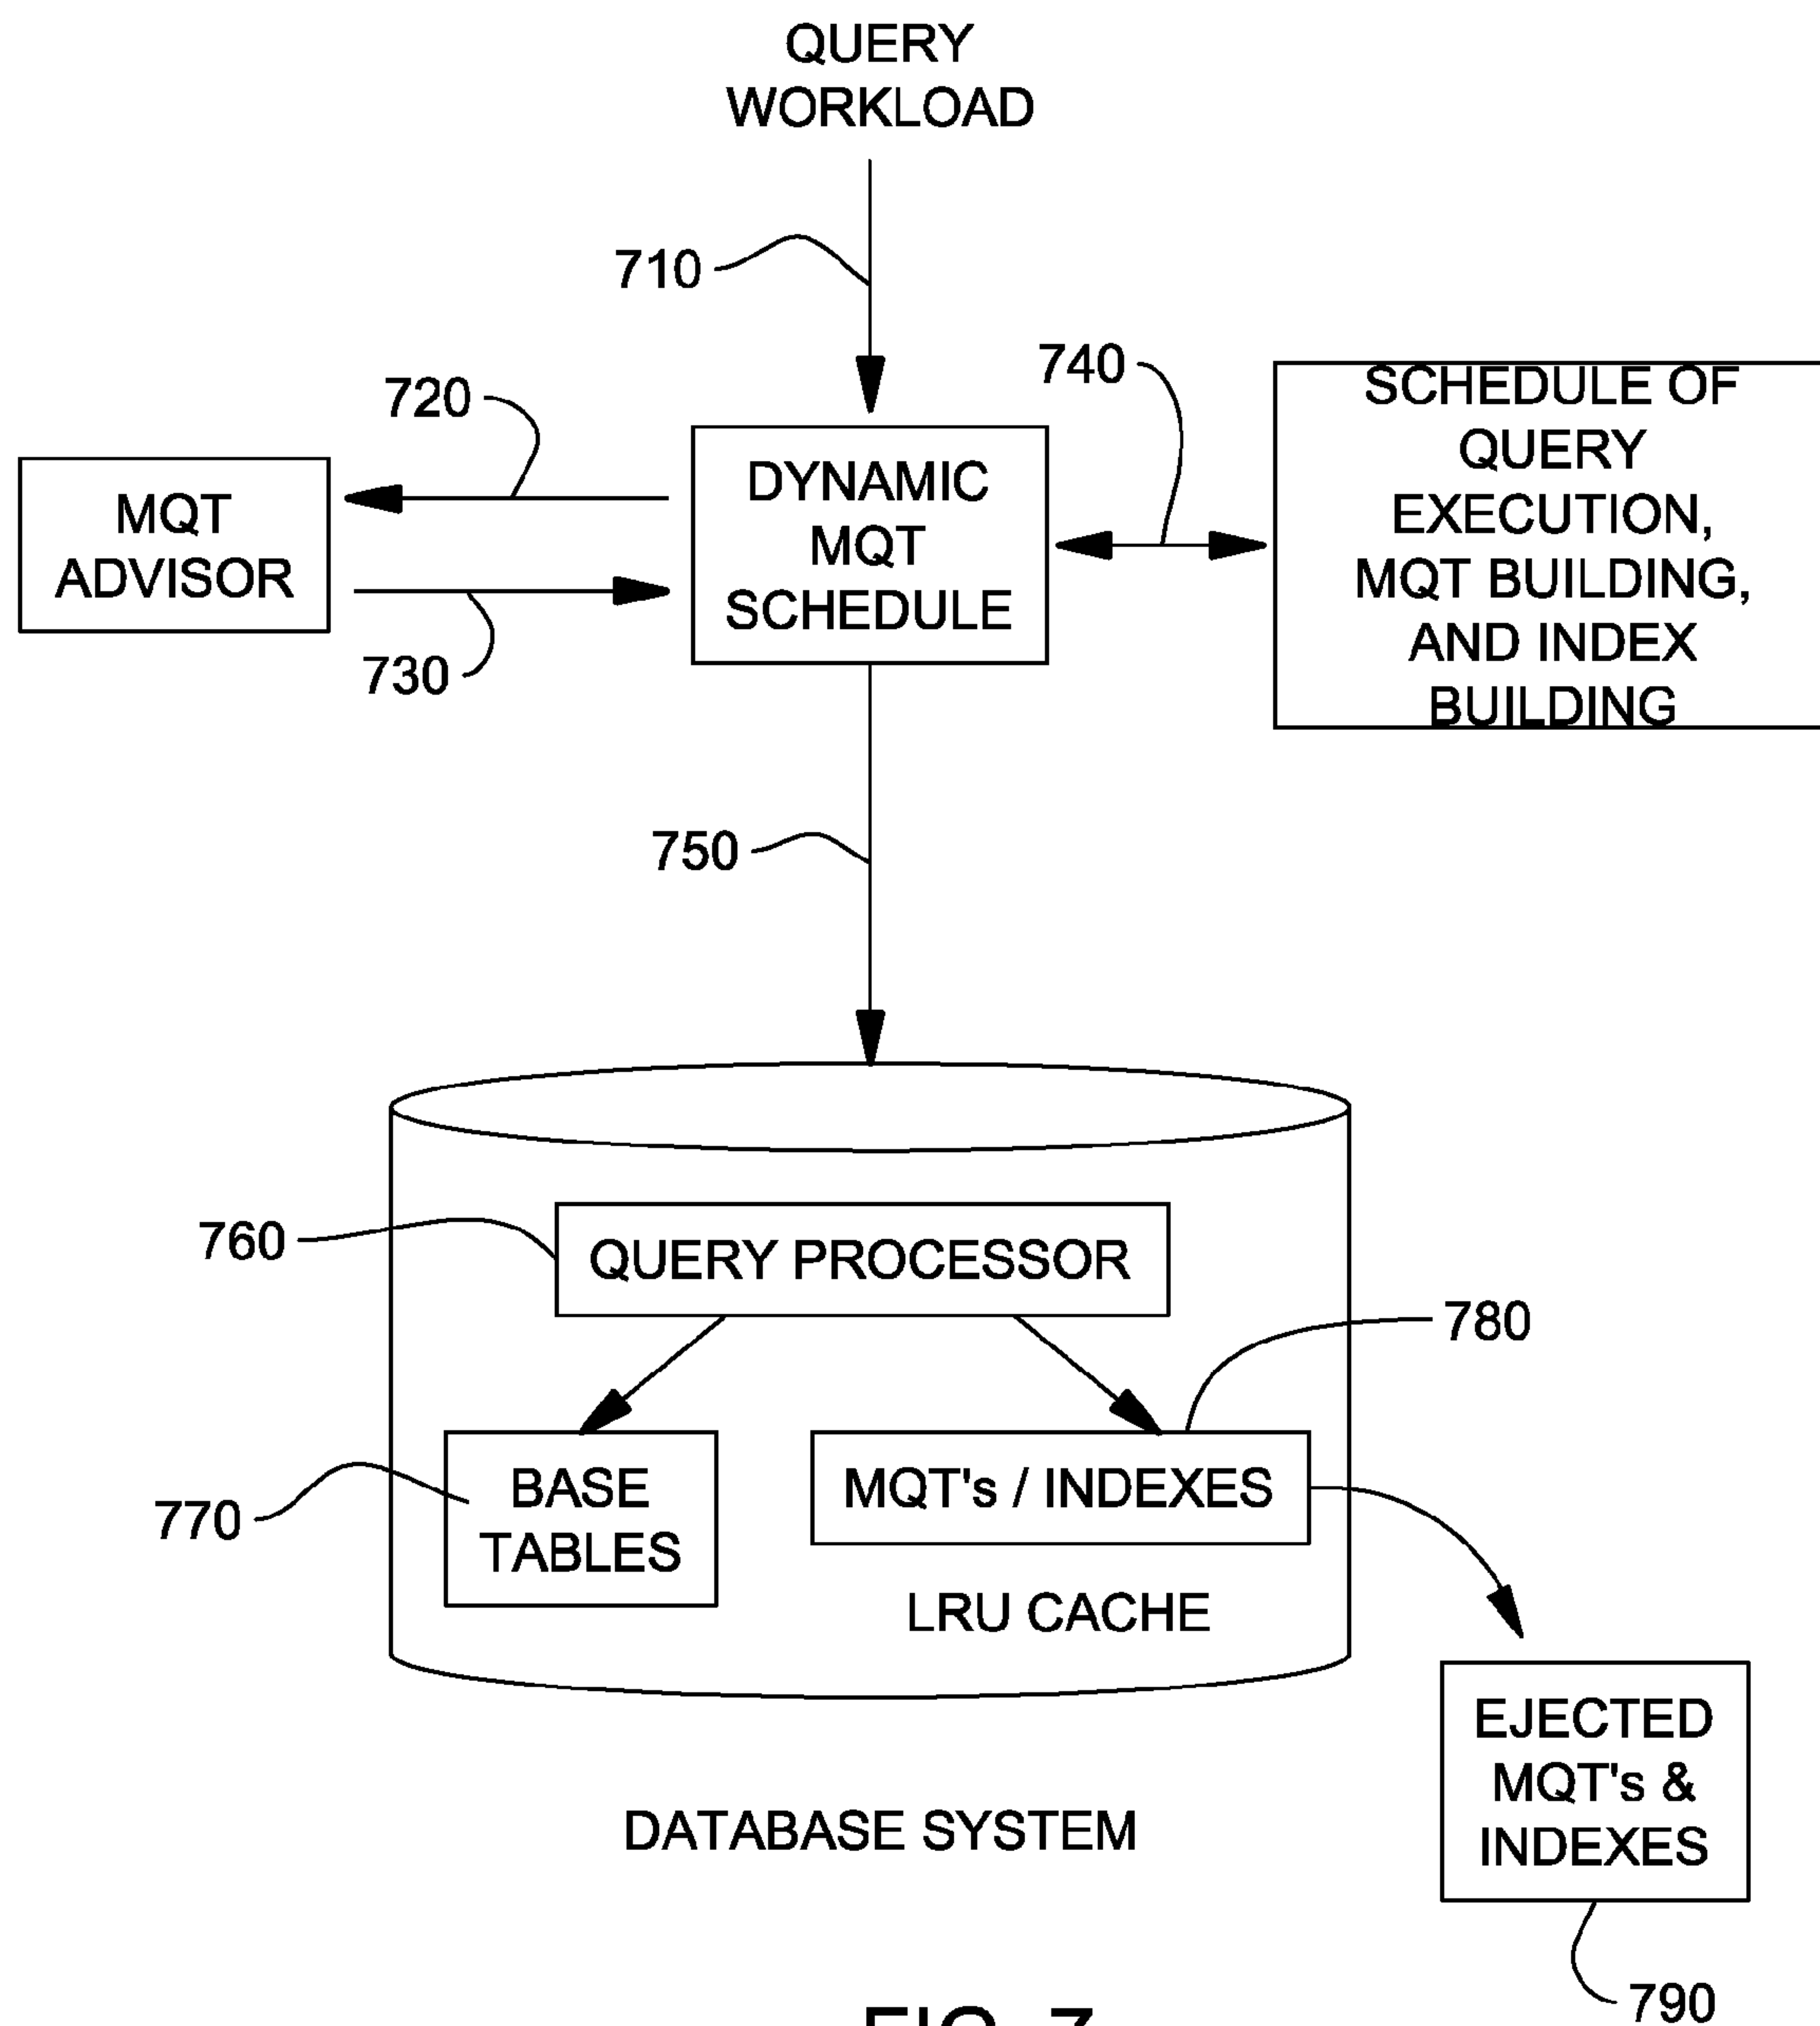 QUERY
WORKLOAD
710
740
720
SCHEDULE OF
QUERY
EXECUTION,
MQT BUILDING,
AND INDEX
BUILDING
DYNAMIC
MQT
SCHEDULE
MQT
ADVISOR
730
750
760
QUERY PROCESSOR
780
770
BASE
TABLES
MQT's / INDEXES
LRU CACHE
EJECTED
MQT's &
INDEXES
DATABASE SYSTEM
790
FIG. 7